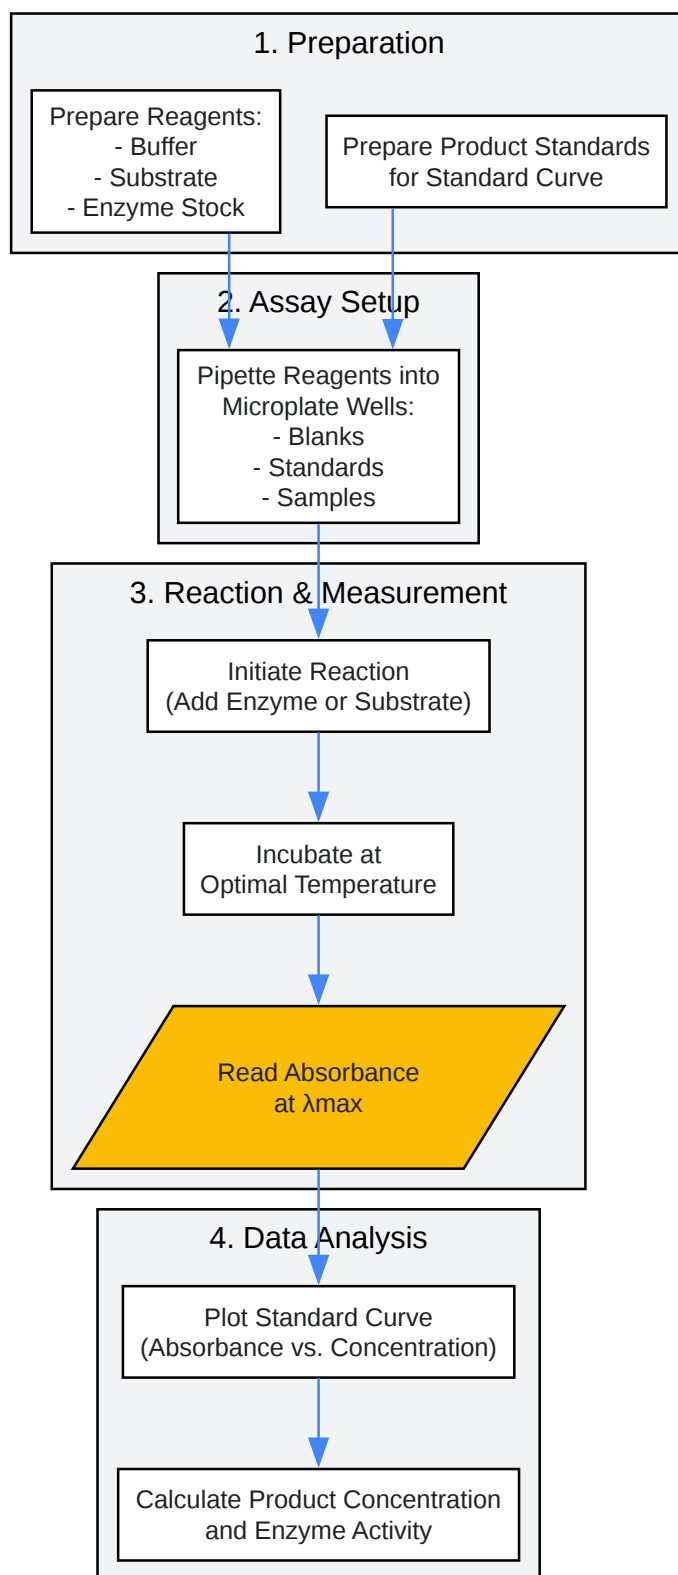 1. Preparation
Prepare Reagents:
- Buffer
- Substrate
- Enzyme Stock
Prepare Product Standards
for Standard Curve
2. Assay Setup
Pipette Reagents into
Microplate Wells:
- Blanks
- Standards
- Samples
3. Reaction & Measurement
Initiate Reaction
(Add Enzyme or Substrate)
Incubate at
Optimal Temperature
Read Absorbance
at λmax
4. Data Analysis
Plot Standard Curve
(Absorbance vs. Concentration)
Calculate Product Concentration
and Enzyme Activity